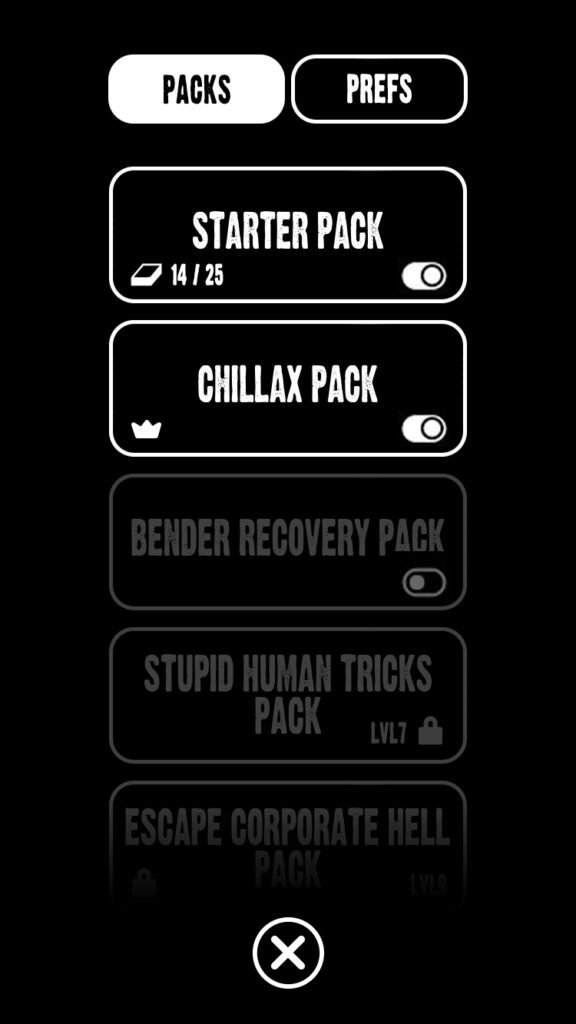 PACKS
PREFS
STARTER PACK
14 / 25
CHILLAX PACK
BENDER RECOVERY PACK
STUPID HUMAN TRICKS
PACK
LVL7
ESCAPE CORPORATE HELL
PACK
LVL9